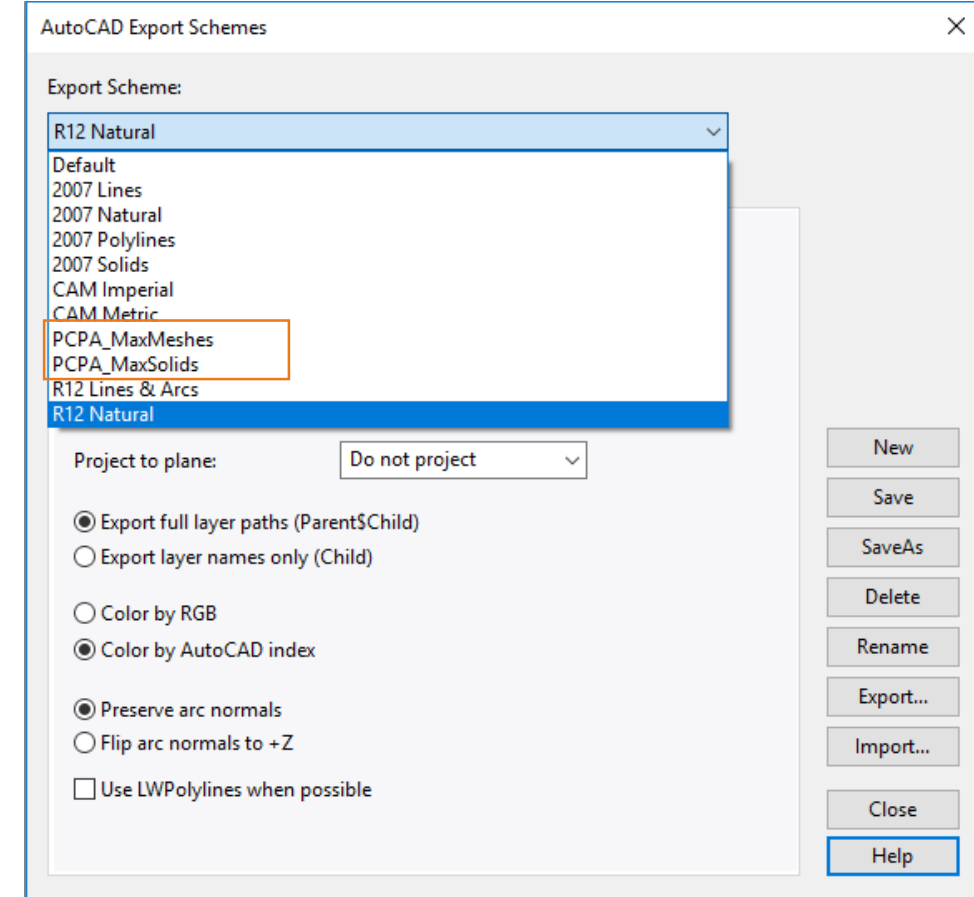 AutoCAD Export Schemes
Export Scheme:
R12 Natural
Default
2007 Lines
2007 Natural
2007 Polylines
2007 Solids
CAM Imperial
CAM Metric
PCPA_MaxMeshes
PCPA_MaxSolids
R12 Lines & Arcs
R12 Natural
Project to plane: Do not project
Export full layer paths (Parent$Child)
Export layer names only (Child)
Color by RGB
Color by AutoCAD index
Preserve arc normals
Flip arc normals to +Z
Use LWPolylines when possible
New
Save
SaveAs
Delete
Rename
Export...
Import...
Close
Help